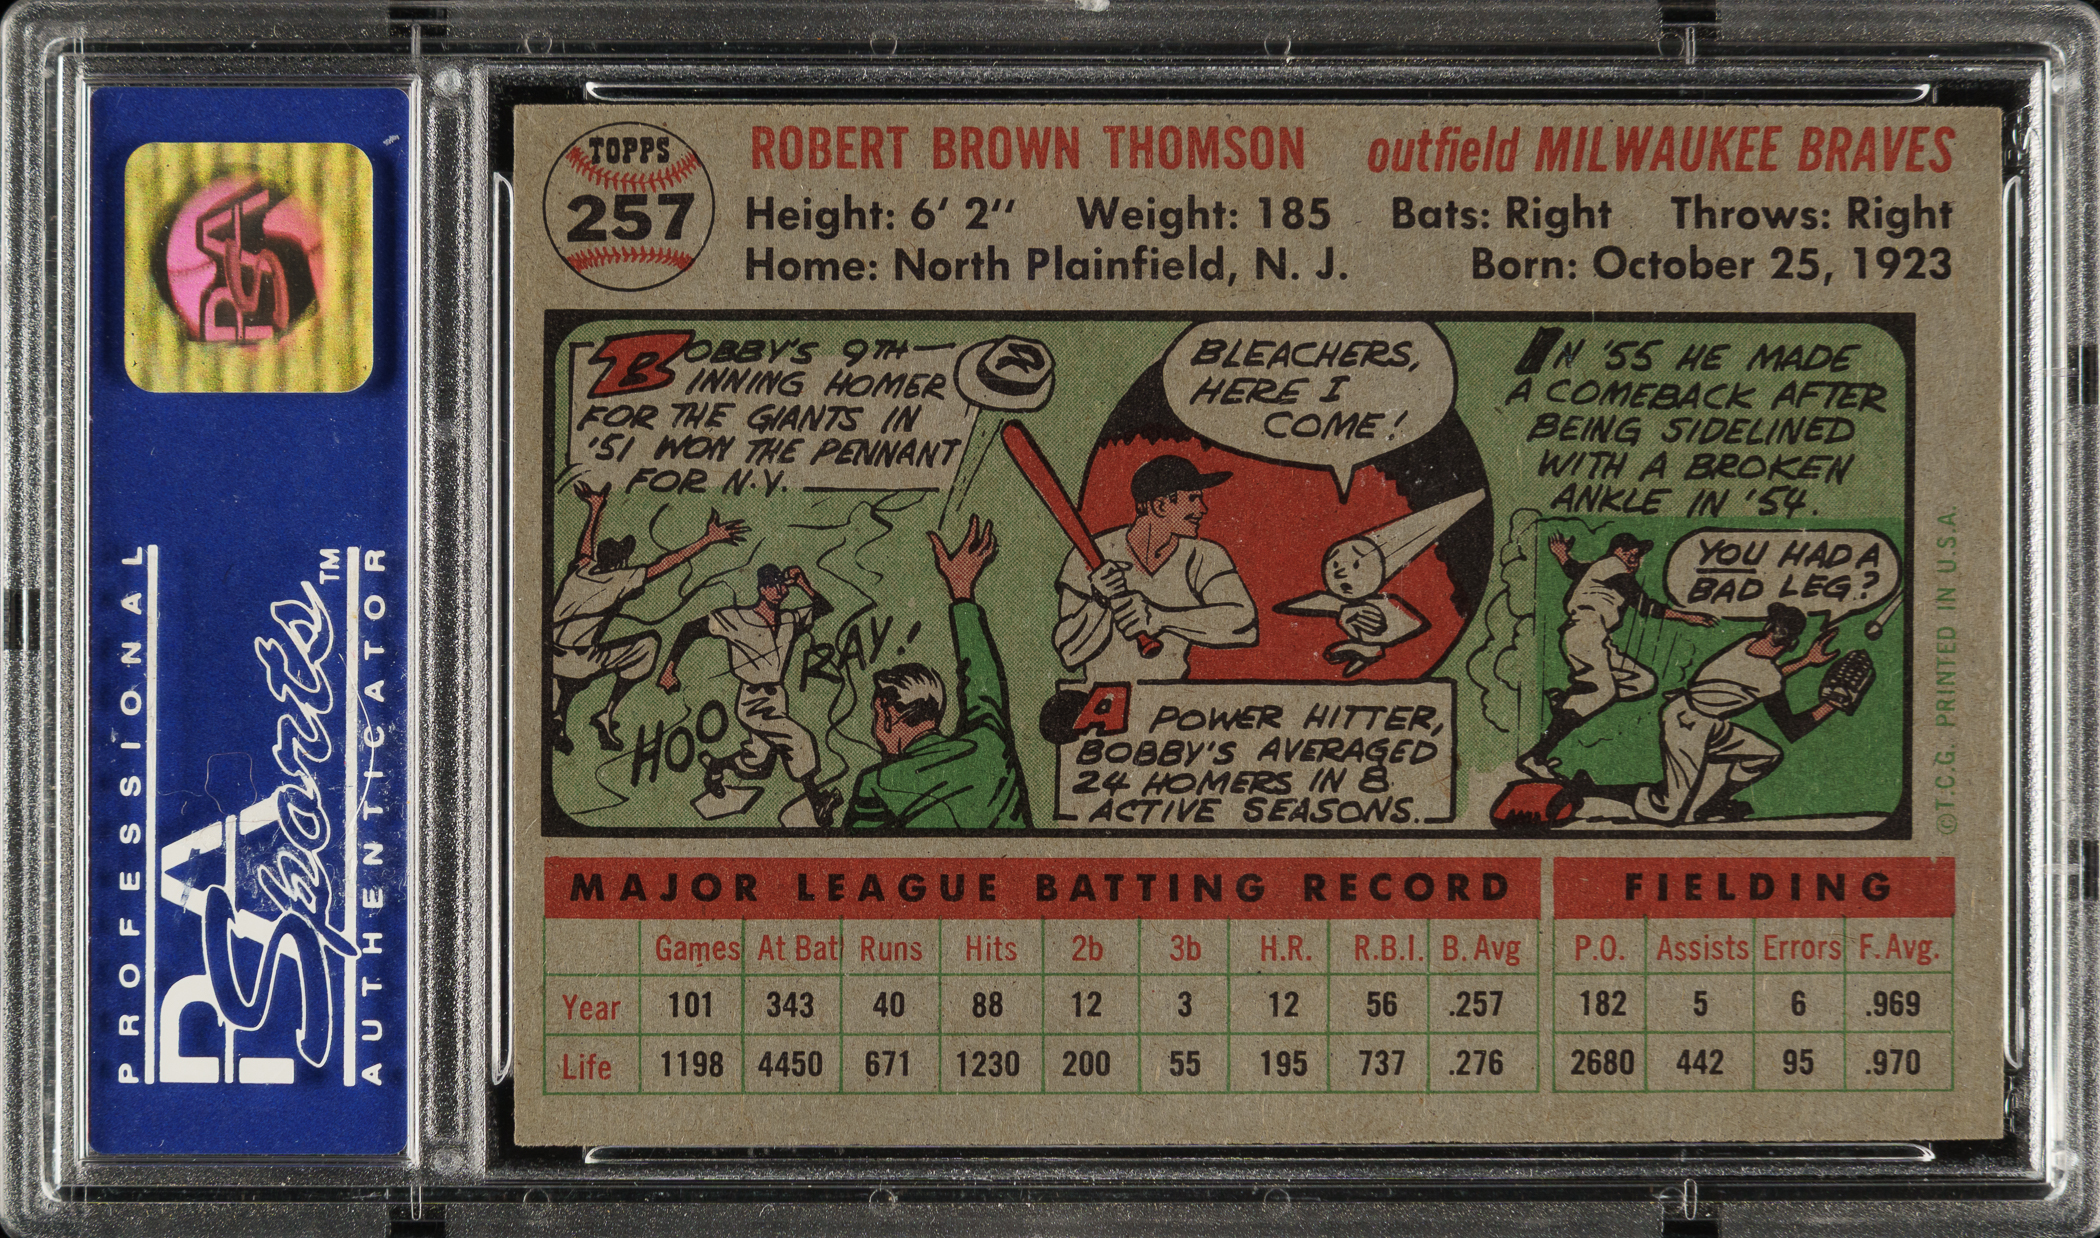 PROFESSIONAL
PSA
Sports™
AUTHENTICATOR
PSA
TOPPS
257
ROBERT BROWN THOMSON outfield MILWAUKEE BRAVES
Height: 6' 2" Weight: 185 Bats: Right Throws: Right
Home: North Plainfield, N. J. Born: October 25, 1923
BOBBY'S 9TH
INNING HOMER
FOR THE GIANTS IN
'51 WON THE PENNANT
FOR N.Y.
HOO
RAY!
BLEACHERS,
HERE I
COME!
A POWER HITTER,
BOBBY'S AVERAGED
24 HOMERS IN 8
ACTIVE SEASONS.
IN '55 HE MADE
A COMEBACK AFTER
BEING SIDELINED
WITH A BROKEN
ANKLE IN '54.
YOU HAD A
BAD LEG?
© T.C.G. PRINTED IN U.S.A.
MAJOR LEAGUE BATTING RECORD FIELDING
Games At Bat Runs Hits 2b 3b H.R. R.B.I. B. Avg P.O. Assists Errors F. Avg.
Year 101 343 40 88 12 3 12 56 .257 182 5 6 .969
Life 1198 4450 671 1230 200 55 195 737 .276 2680 442 95 .970